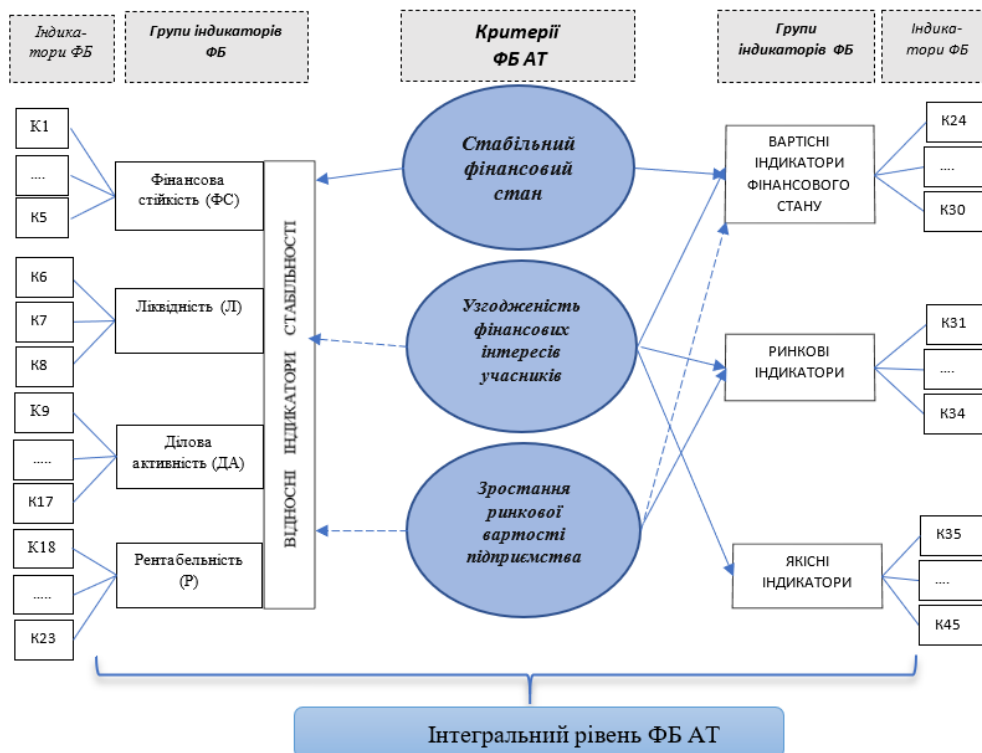 Індика-
тори ФБ
Групи індикаторів
ФБ
Критерії
ФБ АТ
Групи
індикаторів ФБ
Індика-
тори ФБ
К1
....
К5
К6
К7
К8
К9
.....
К17
К18
.....
К23
Фінансова
стійкість (ФС)
Ліквідність (Л)
Ділова
активність (ДА)
Рентабельність
(Р)
ВІДНОСНІ ІНДИКАТОРИ СТАБІЛЬНОСТІ
Стабільний
фінансовий
стан
Узгодженість
фінансових
інтересів
учасників
Зростання
ринкової
вартості
підприємства
ВАРТІСНІ
ІНДИКАТОРИ
ФІНАНСОВОГО
СТАНУ
РИНКОВІ
ІНДИКАТОРИ
ЯКІСНІ
ІНДИКАТОРИ
К24
....
К30
К31
....
К34
К35
....
К45
Інтегральний рівень ФБ АТ